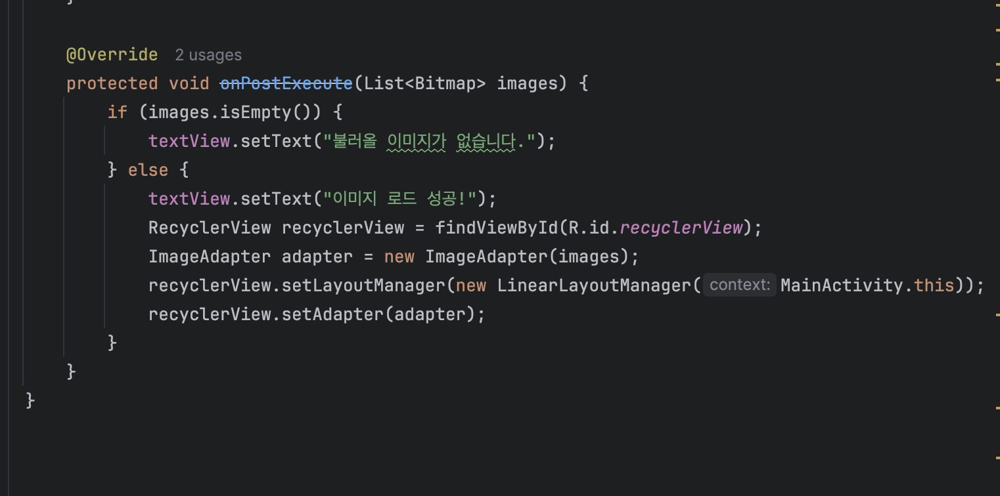 }
@Override 2 usages
protected void onPostExecute(List<Bitmap> images) {
if (images.isEmpty()) {
textView.setText("불러올 이미지가 없습니다.");
} else {
textView.setText("이미지 로드 성공!");
RecyclerView recyclerView = findViewById(R.id.recyclerView);
ImageAdapter adapter = new ImageAdapter(images);
recyclerView.setLayoutManager(new LinearLayoutManager( context: MainActivity.this));
recyclerView.setAdapter(adapter);
}
}
}